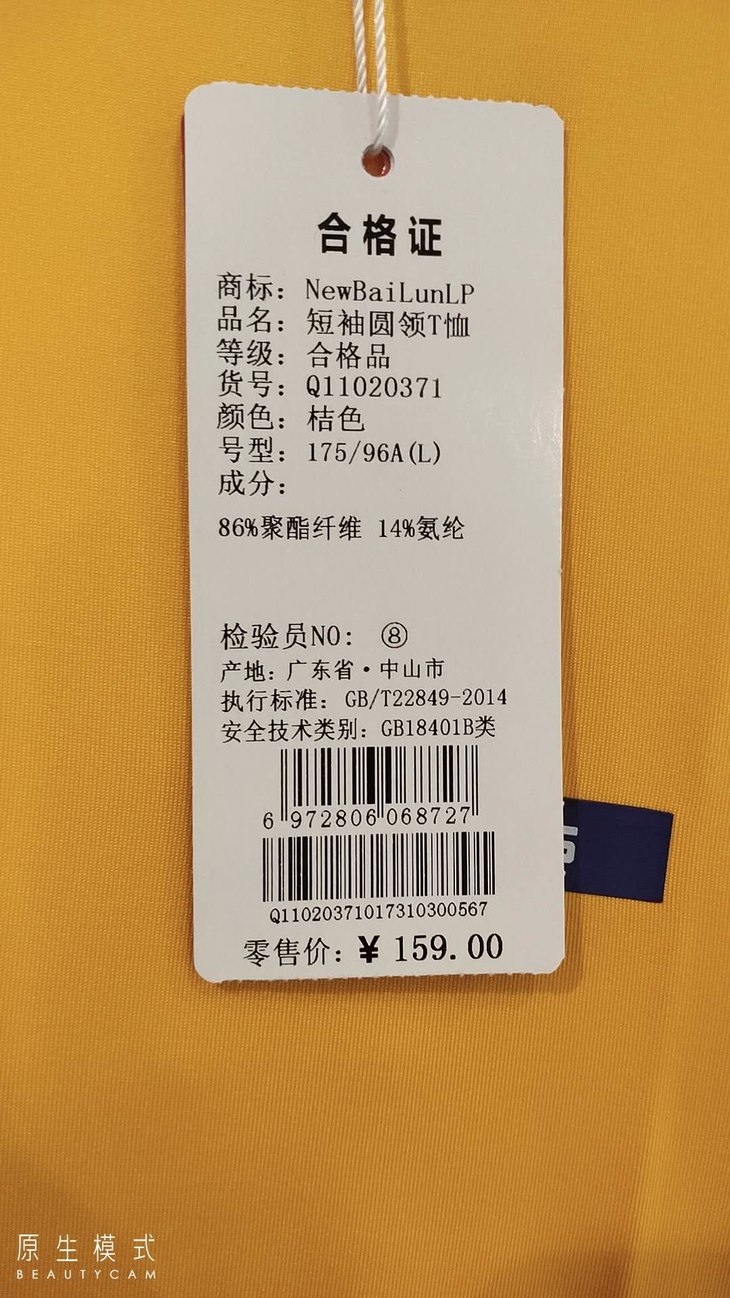 合格证
商标：NewBaiLunLP
品名：短袖圆领T恤
等级：合格品
货号：Q11020371
颜色：桔色
号型：175/96A(L)
成分：
86%聚酯纤维 14%氨纶
检验员NO: ⑧
产地：广东省·中山市
执行标准：GB/T22849-2014
安全技术类别：GB18401B类
6 972806 068727
Q11020371017310300567
零售价：¥ 159.00
原生模式
BEAUTYCAM